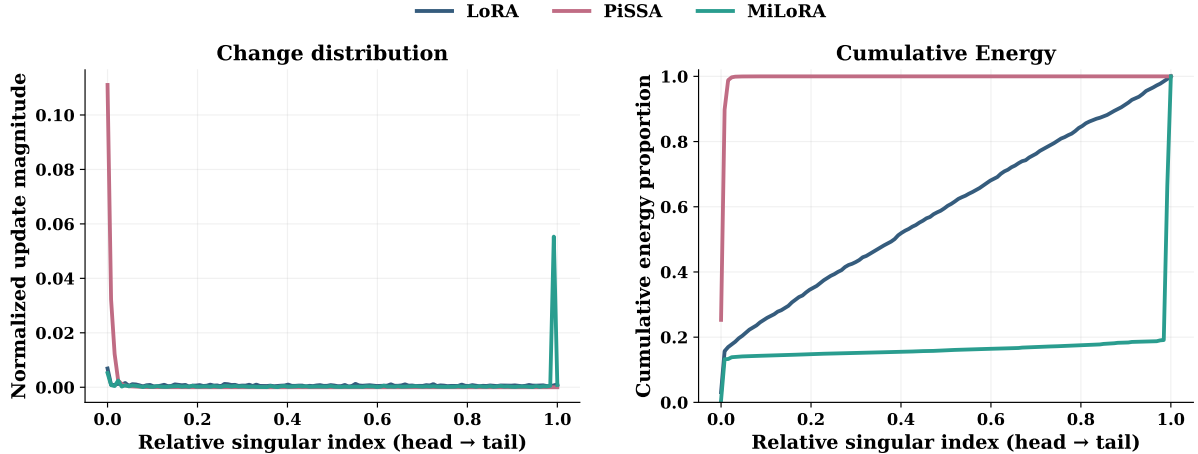 LoRA PiSSA MiLoRA
Change distribution
Normalized update magnitude
0.10
0.08
0.06
0.04
0.02
0.00
0.0 0.2 0.4 0.6 0.8 1.0
Relative singular index (head → tail)
Cumulative Energy
Cumulative energy proportion
1.0
0.8
0.6
0.4
0.2
0.0
0.0 0.2 0.4 0.6 0.8 1.0
Relative singular index (head → tail)